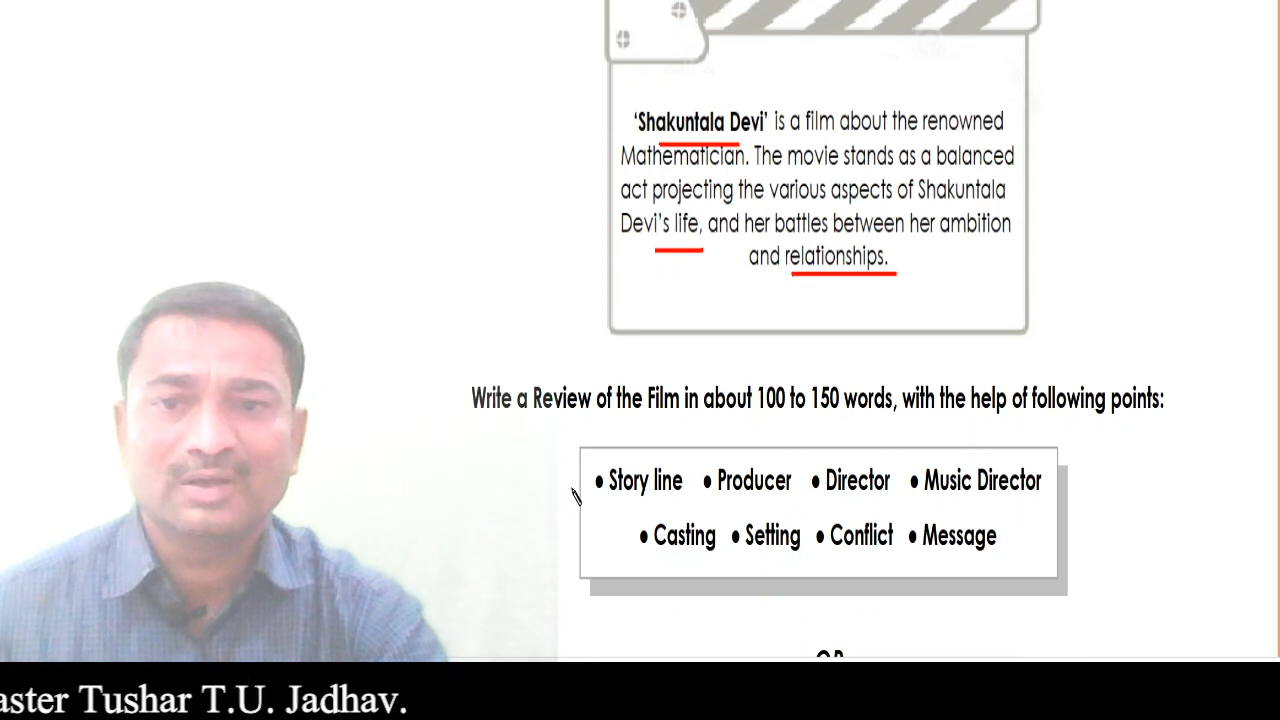 ‘Shakuntala Devi’ is a film about the renowned
Mathematician. The movie stands as a balanced
act projecting the various aspects of Shakuntala
Devi’s life, and her battles between her ambition
and relationships.
Write a Review of the Film in about 100 to 150 words, with the help of following points:
● Story line ● Producer ● Director ● Music Director
● Casting ● Setting ● Conflict ● Message
OR
aster Tushar T.U. Jadhav.